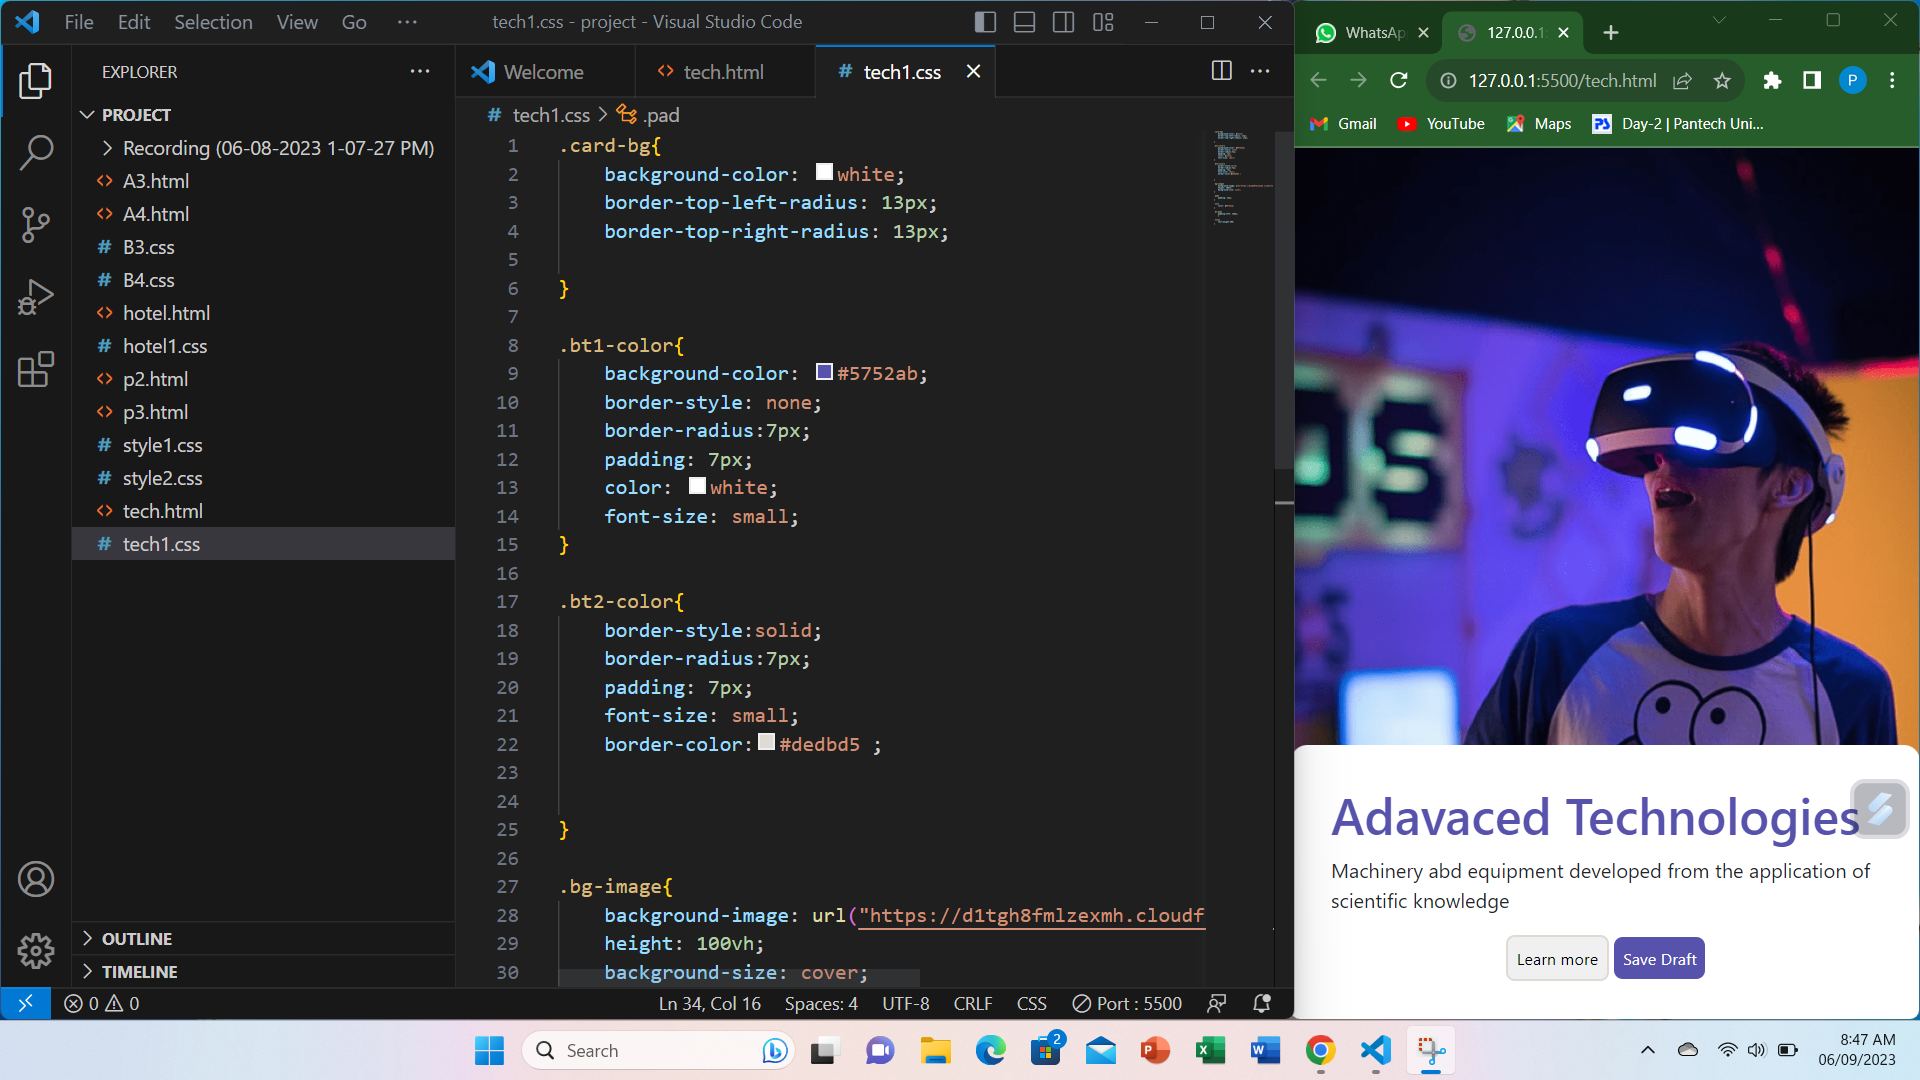 File Edit Selection View Go ··· tech1.css - project - Visual Studio Code
EXPLORER ···
PROJECT
Recording (06-08-2023 1-07-27 PM)
<> A3.html
<> A4.html
# B3.css
# B4.css
<> hotel.html
# hotel1.css
<> p2.html
<> p3.html
# style1.css
# style2.css
<> tech.html
# tech1.css
OUTLINE
TIMELINE
Welcome <> tech.html # tech1.css
# tech1.css > .pad
1 .card-bg{
2 background-color: white;
3 border-top-left-radius: 13px;
4 border-top-right-radius: 13px;
5
6 }
7
8 .bt1-color{
9 background-color: #5752ab;
10 border-style: none;
11 border-radius:7px;
12 padding: 7px;
13 color: white;
14 font-size: small;
15 }
16
17 .bt2-color{
18 border-style:solid;
19 border-radius:7px;
20 padding: 7px;
21 font-size: small;
22 border-color: #dedbd5 ;
23
24
25 }
26
27 .bg-image{
28 background-image: url("https://d1tgh8fmlzexmh.cloudf
29 height: 100vh;
30 background-size: cover;
0 0 Ln 34, Col 16 Spaces: 4 UTF-8 CRLF CSS Port : 5500
WhatsAp 127.0.0.1:
127.0.0.1:5500/tech.html P
Gmail YouTube Maps PS Day-2 | Pantech Uni...
Adavaced Technologies
Machinery abd equipment developed from the application of
scientific knowledge
Learn more Save Draft
Search 2 8:47 AM
06/09/2023